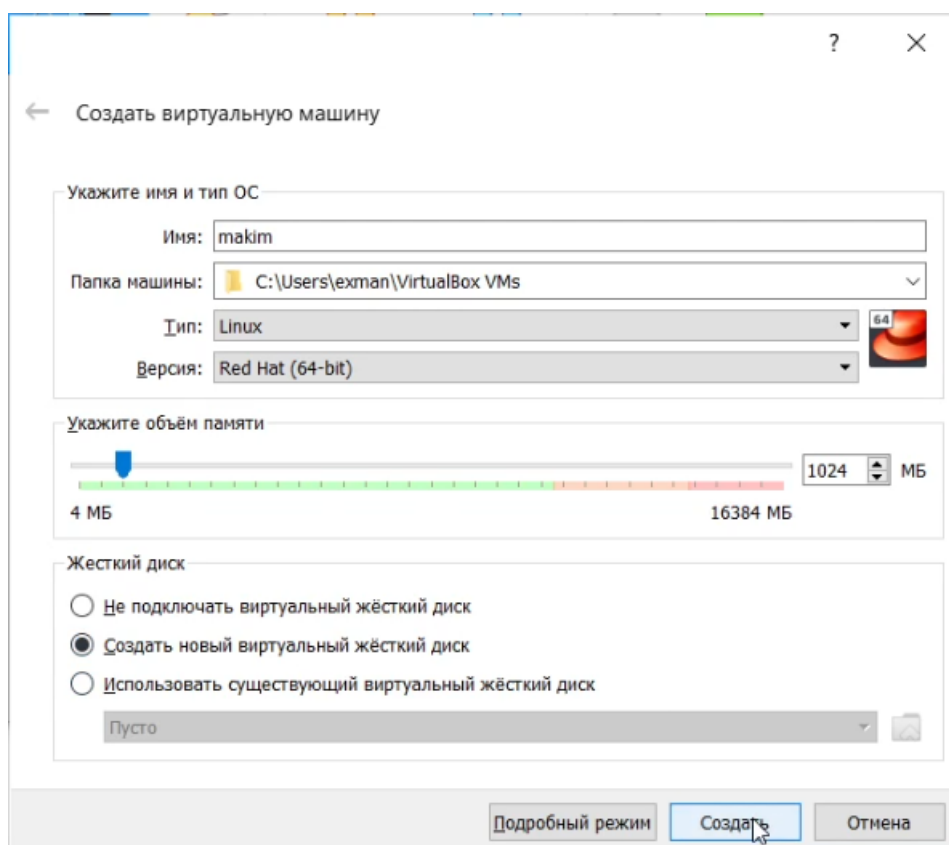 ?
Создать виртуальную машину
Укажите имя и тип ОС
Имя: makim
Папка машины: C:\Users\exman\VirtualBox VMs
Тип: Linux
64
Версия: Red Hat (64-bit)
Укажите объём памяти
1024 МБ
4 МБ 16384 МБ
Жесткий диск
Не подключать виртуальный жёсткий диск
Создать новый виртуальный жёсткий диск
Использовать существующий виртуальный жёсткий диск
Пусто
Подробный режим Создать Отмена